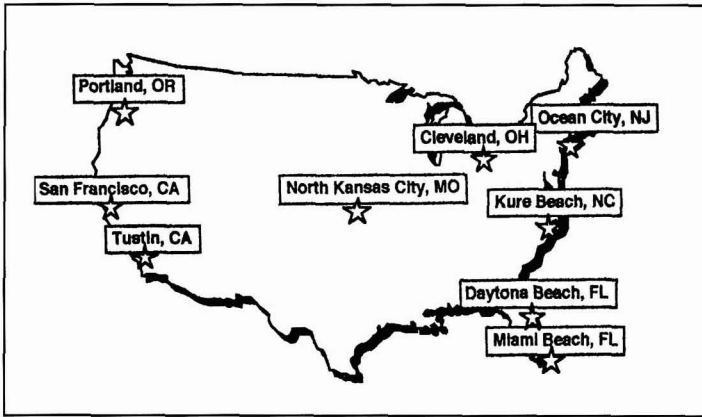 Portland, OR
Ocean City, NJ
Cleveland, OH
San Francisco, CA
North Kansas City, MO
Kure Beach, NC
Tustin, CA
Daytona Beach, FL
Miami Beach, FL